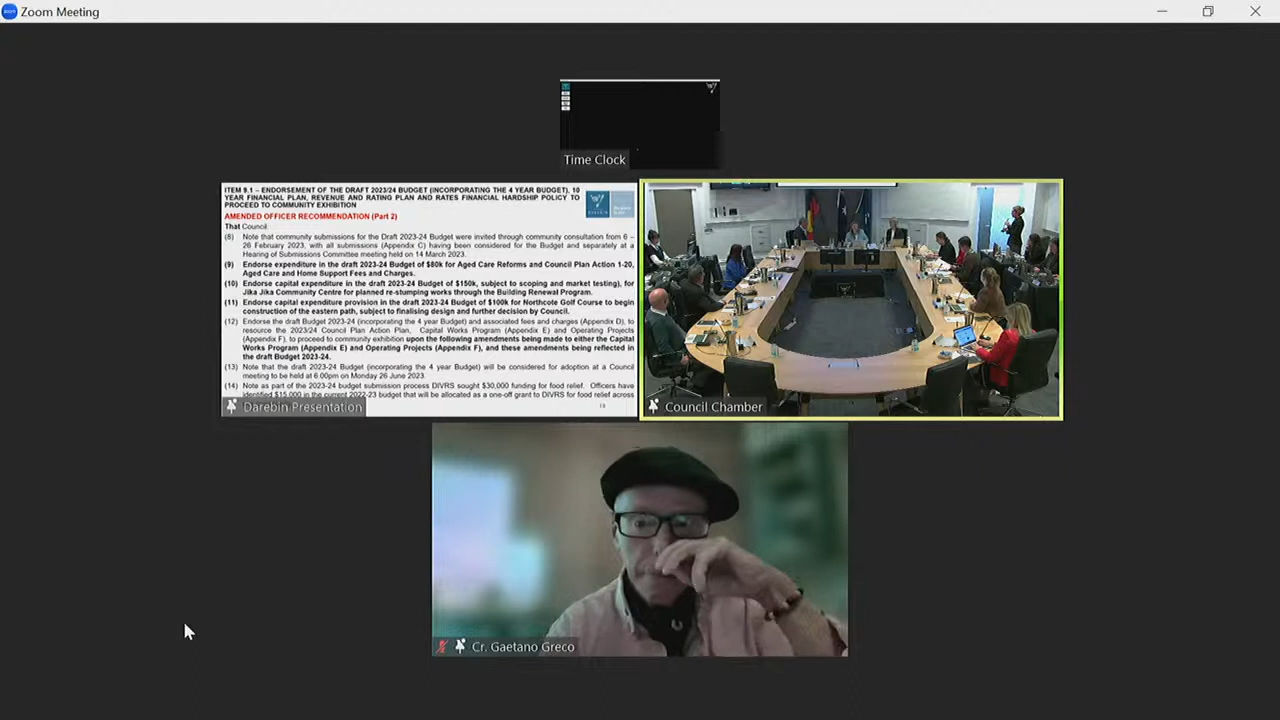 Zoom Meeting
Time Clock
ITEM 9.1 – ENDORSEMENT OF THE DRAFT 2023/24 BUDGET (INCORPORATING THE 4 YEAR BUDGET), 10
YEAR FINANCIAL PLAN, REVENUE AND RATING PLAN AND RATES FINANCIAL HARDSHIP POLICY TO
PROCEED TO COMMUNITY EXHIBITION
AMENDED OFFICER RECOMMENDATION (Part 2)
That Council:
(8) Note that community submissions for the Draft 2023-24 Budget were invited through community consultation from 6 –
26 February 2023, with all submissions (Appendix C) having been considered for the Budget and separately at a
Hearing of Submissions Committee meeting held on 14 March 2023.
(9) Endorse expenditure in the draft 2023-24 Budget of $80k for Aged Care Reforms and Council Plan Action 1-20,
Aged Care and Home Support Fees and Charges.
(10) Endorse capital expenditure in the draft 2023-24 Budget of $150k, subject to scoping and market testing), for
Jika Jika Community Centre for planned re-stumping works through the Building Renewal Program.
(11) Endorse capital expenditure provision in the draft 2023-24 Budget of $100k for Northcote Golf Course to begin
construction of the eastern path, subject to finalising design and further decision by Council.
(12) Endorse the draft Budget 2023-24 (incorporating the 4 year Budget) and associated fees and charges (Appendix D), to
resource the 2023/24 Council Plan Action Plan, Capital Works Program (Appendix E) and Operating Projects
(Appendix F), to proceed to community exhibition upon the following amendments being made to either the Capital
Works Program (Appendix E) and Operating Projects (Appendix F), and these amendments being reflected in
the draft Budget 2023-24.
(13) Note that the draft Budget (incorporating the 4 year Budget) will be considered for adoption at a Council
meeting to be held at 6.00pm on Monday 26 June 2023.
(14) Note as part of the 2023-24 budget submission process DIVRS sought $30,000 funding for food relief. Officers have
identified $15,000 in the current 2022-23 budget that will be allocated as a one-off grant to DIVRS for food relief across
Darebin Presentation
Council Chamber
Cr. Gaetano Greco